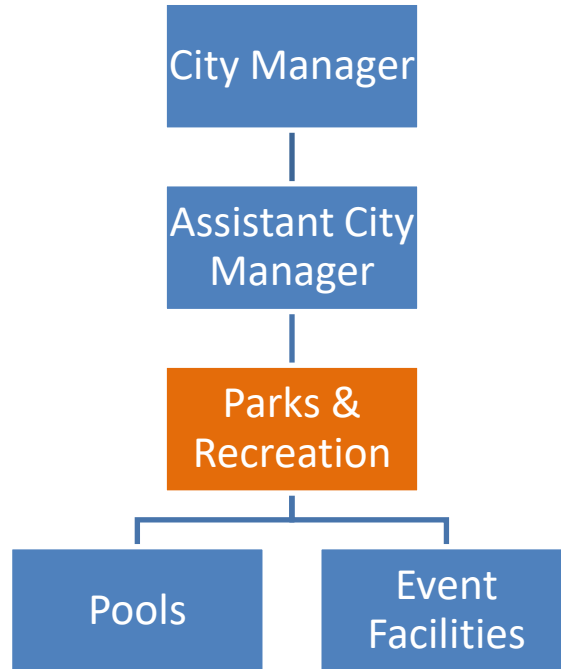 City Manager
Assistant City
Manager
Parks &
Recreation
Pools
Event
Facilities